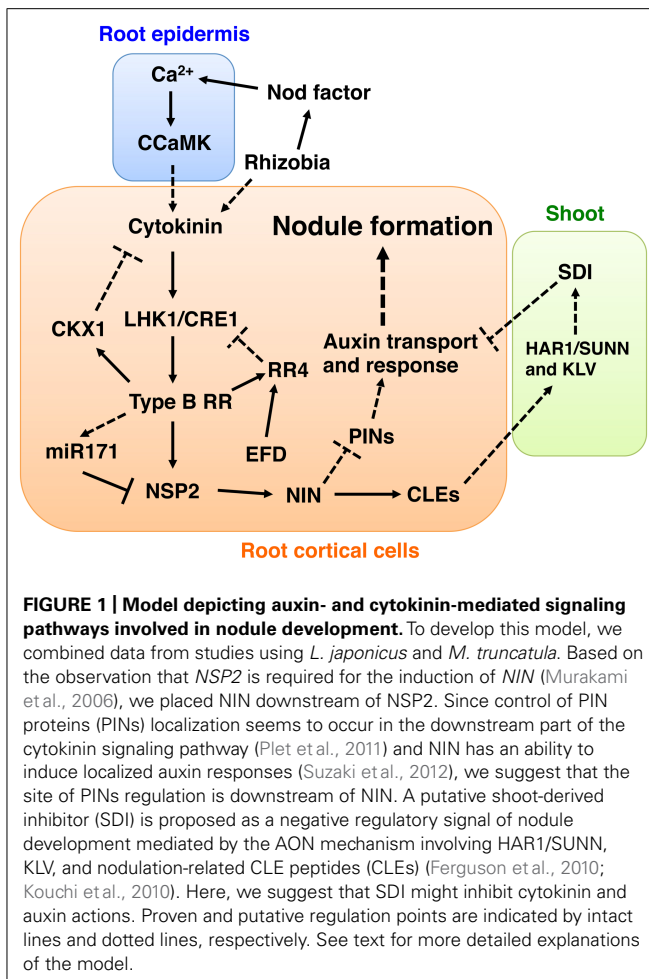 Root epidermis
Ca2+
Nod factor
CCaMK
Rhizobia
Cytokinin
Nodule formation
Shoot
SDI
CKX1
LHK1/CRE1
Auxin transport
and response
HAR1/SUNN
and KLV
RR4
Type B RR
PINs
miR171
EFD
NSP2
NIN
CLEs
Root cortical cells
FIGURE 1 | Model depicting auxin- and cytokinin-mediated signaling
pathways involved in nodule development. To develop this model, we
combined data from studies using L. japonicus and M. truncatula. Based on
the observation that NSP2 is required for the induction of NIN (Murakami
et al., 2006), we placed NIN downstream of NSP2. Since control of PIN
proteins (PINs) localization seems to occur in the downstream part of the
cytokinin signaling pathway (Plet et al., 2011) and NIN has an ability to
induce localized auxin responses (Suzaki et al., 2012), we suggest that the
site of PINs regulation is downstream of NIN. A putative shoot-derived
inhibitor (SDI) is proposed as a negative regulatory signal of nodule
development mediated by the AON mechanism involving HAR1/SUNN,
KLV, and nodulation-related CLE peptides (CLEs) (Ferguson et al., 2010;
Kouchi et al., 2010). Here, we suggest that SDI might inhibit cytokinin and
auxin actions. Proven and putative regulation points are indicated by intact
lines and dotted lines, respectively. See text for more detailed explanations
of the model.